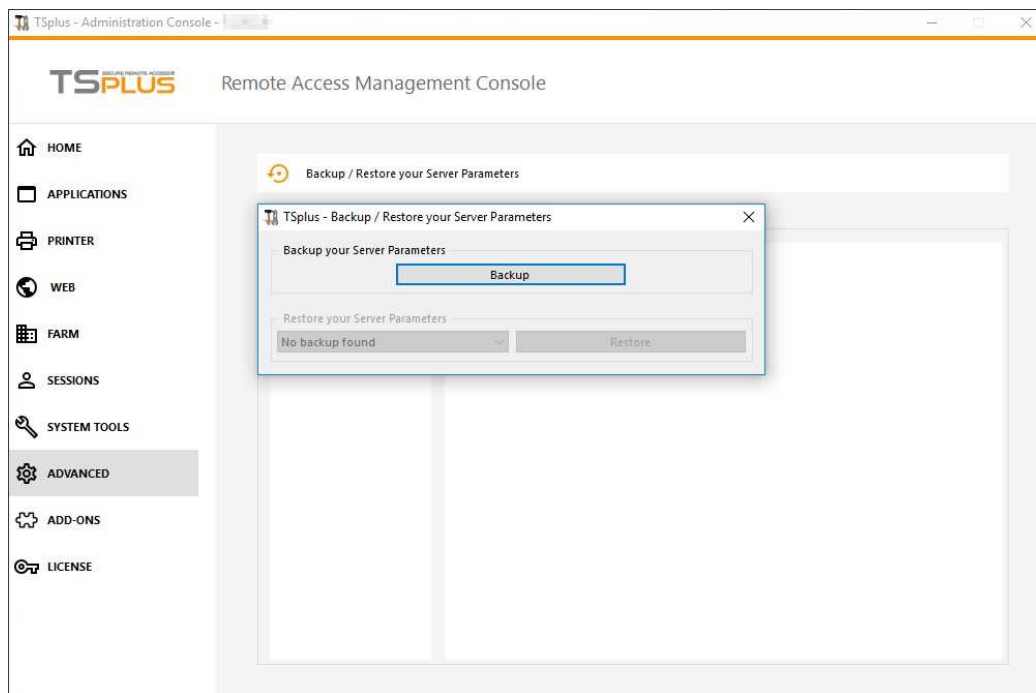 TSplus - Administration Console -
TSPLUS
SECURE REMOTE ACCESS
Remote Access Management Console
HOME
APPLICATIONS
PRINTER
WEB
FARM
SESSIONS
SYSTEM TOOLS
ADVANCED
ADD-ONS
LICENSE
Backup / Restore your Server Parameters
TSplus - Backup / Restore your Server Parameters
Backup your Server Parameters
Backup
Restore your Server Parameters
No backup found
Restore